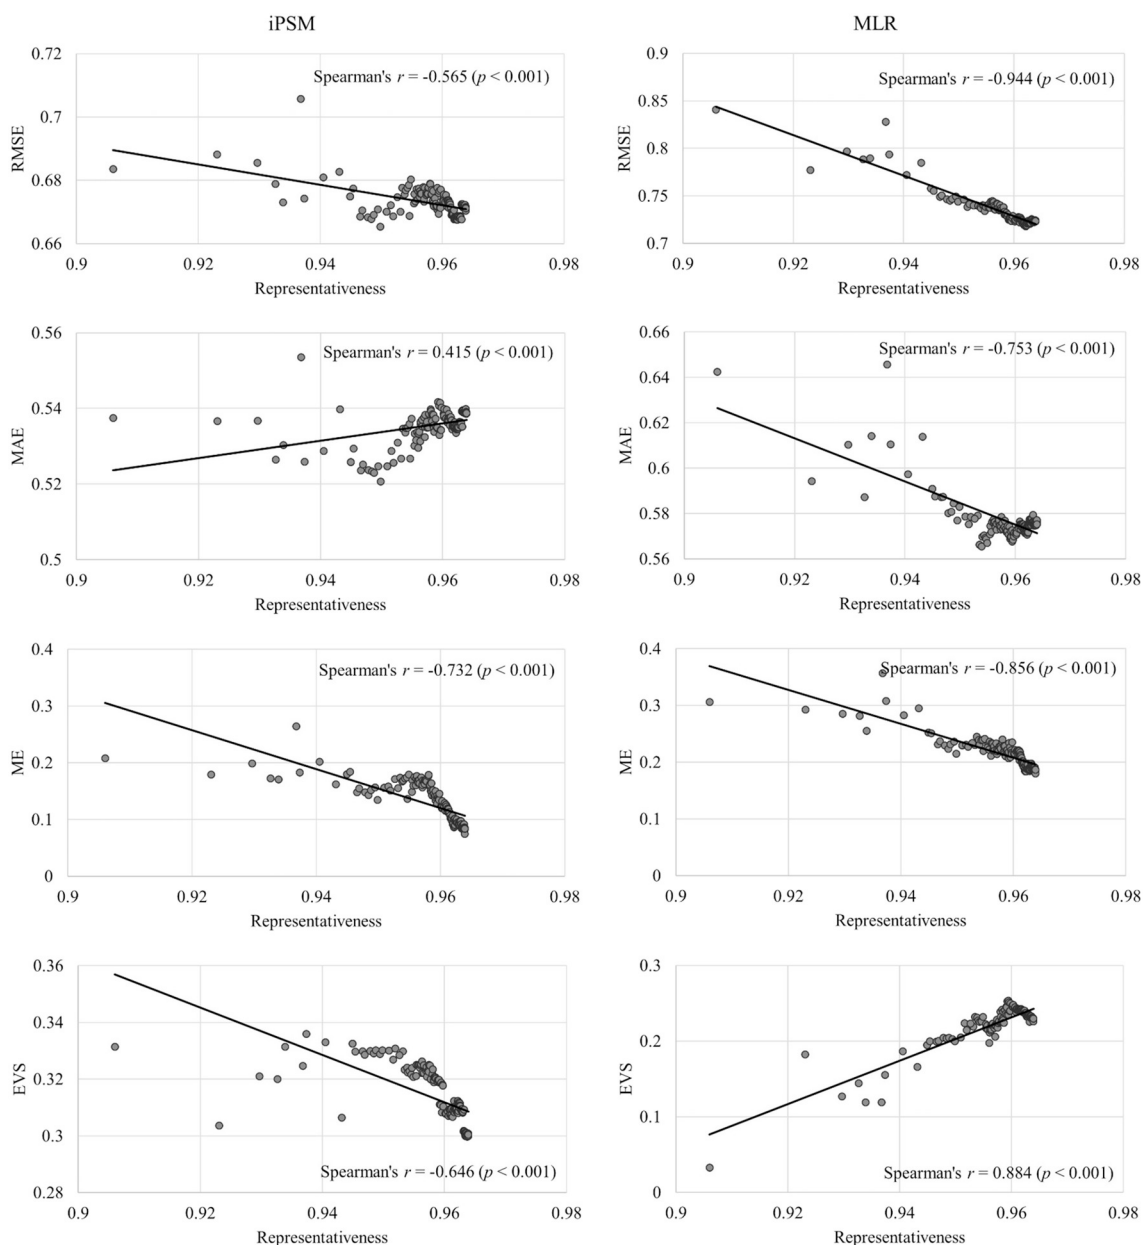 iPSM
MLR
Spearman's r = -0.565 (p < 0.001)
RMSE
0.72
0.7
0.68
0.66
0.9 0.92 0.94 0.96 0.98
Representativeness
Spearman's r = -0.944 (p < 0.001)
RMSE
0.9
0.85
0.8
0.75
0.7
0.9 0.92 0.94 0.96 0.98
Representativeness
Spearman's r = 0.415 (p < 0.001)
MAE
0.56
0.54
0.52
0.5
0.9 0.92 0.94 0.96 0.98
Representativeness
Spearman's r = -0.753 (p < 0.001)
MAE
0.66
0.64
0.62
0.6
0.58
0.56
0.9 0.92 0.94 0.96 0.98
Representativeness
Spearman's r = -0.732 (p < 0.001)
ME
0.4
0.3
0.2
0.1
0
0.9 0.92 0.94 0.96 0.98
Representativeness
Spearman's r = -0.856 (p < 0.001)
ME
0.4
0.3
0.2
0.1
0
0.9 0.92 0.94 0.96 0.98
Representativeness
EVS
0.36
0.34
0.32
0.3
0.28
Spearman's r = -0.646 (p < 0.001)
0.9 0.92 0.94 0.96 0.98
Representativeness
EVS
0.3
0.2
0.1
0
Spearman's r = 0.884 (p < 0.001)
0.9 0.92 0.94 0.96 0.98
Representativeness